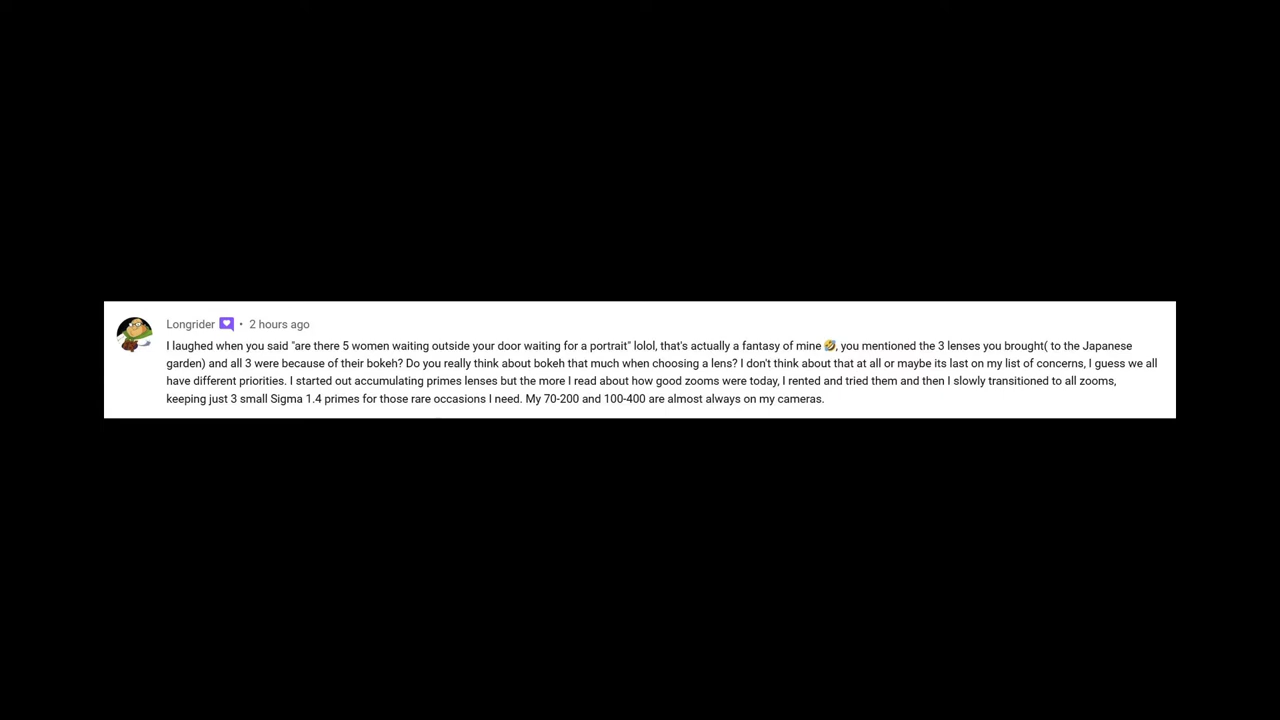 Longrider • 2 hours ago
I laughed when you said "are there 5 women waiting outside your door waiting for a portrait" lolol, that's actually a fantasy of mine 🤣, you mentioned the 3 lenses you brought( to the Japanese
garden) and all 3 were because of their bokeh? Do you really think about bokeh that much when choosing a lens? I don't think about that at all or maybe its last on my list of concerns, I guess we all
have different priorities. I started out accumulating primes lenses but the more I read about how good zooms were today, I rented and tried them and then I slowly transitioned to all zooms,
keeping just 3 small Sigma 1.4 primes for those rare occasions I need. My 70-200 and 100-400 are almost always on my cameras.